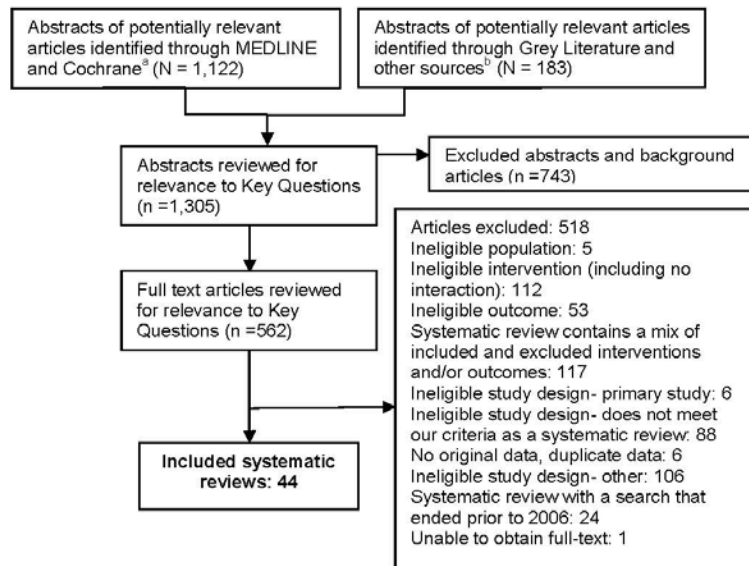 Abstracts of potentially relevant
articles identified through MEDLINE
and Cochraneᵃ (N = 1,122)
Abstracts of potentially relevant articles
identified through Grey Literature and
other sourcesᵇ (N = 183)
Abstracts reviewed for
relevance to Key Questions
(n =1,305)
Excluded abstracts and background
articles (n =743)
Full text articles reviewed
for relevance to Key
Questions (n =562)
Articles excluded: 518
Ineligible population: 5
Ineligible intervention (including no
interaction): 112
Ineligible outcome: 53
Systematic review contains a mix of
included and excluded interventions
and/or outcomes: 117
Ineligible study design- primary study: 6
Ineligible study design- does not meet
our criteria as a systematic review: 88
No original data, duplicate data: 6
Ineligible study design- other: 106
Systematic review with a search that
ended prior to 2006: 24
Unable to obtain full-text: 1
Included systematic
reviews: 44